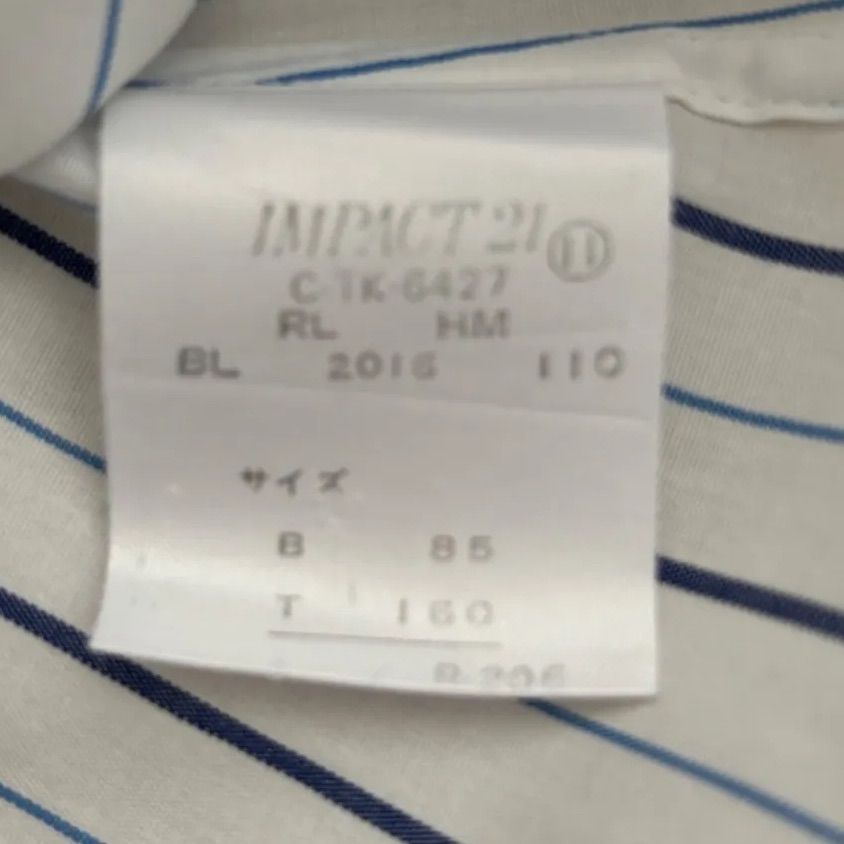 IMPACT 21 ⑪
C-TK-6427
RL HM
BL 2016 110
サイズ
B 85
T 160